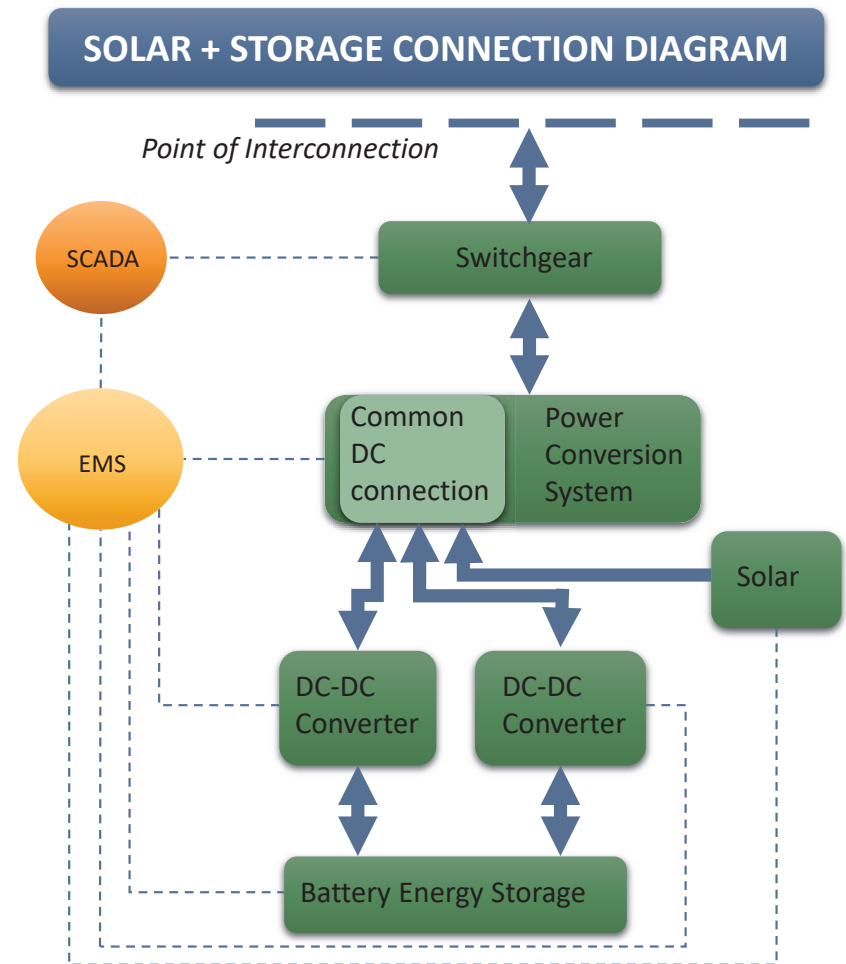 SOLAR + STORAGE CONNECTION DIAGRAM
Point of Interconnection
SCADA
Switchgear
EMS
Common
DC
connection
Power
Conversion
System
Solar
DC-DC
Converter
DC-DC
Converter
Battery Energy Storage